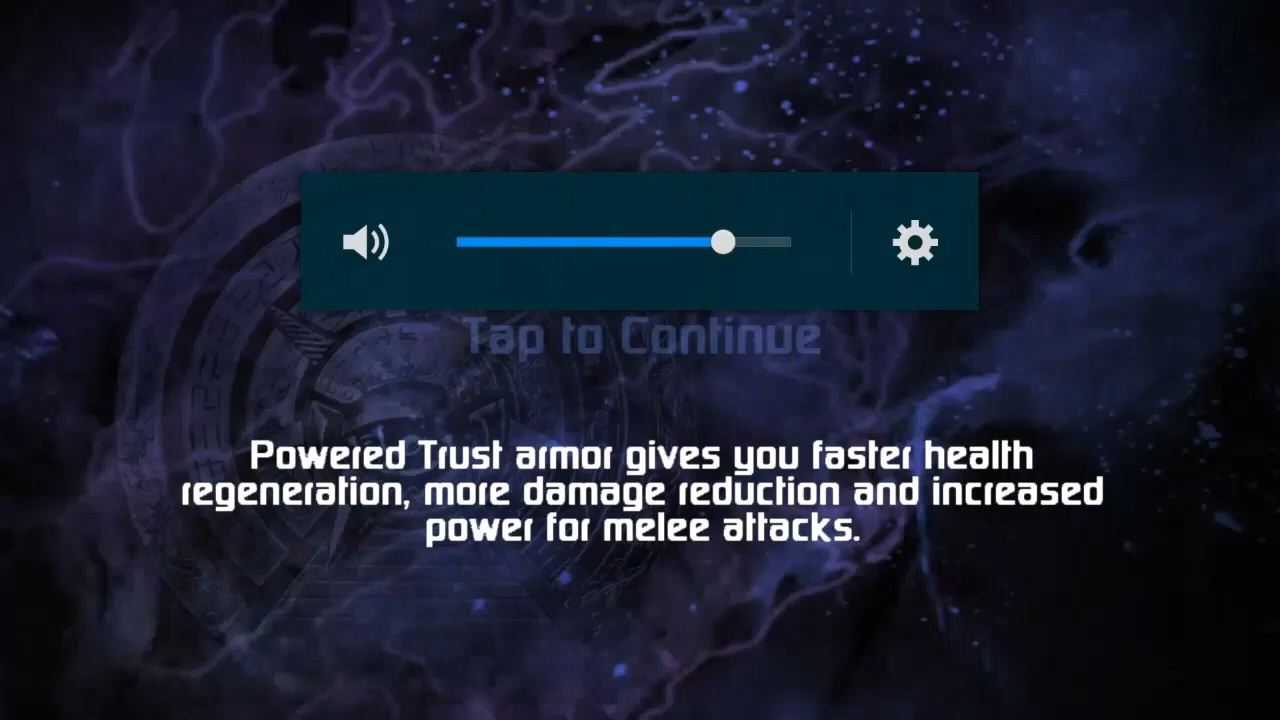 Tap to Continue
Powered Trust armor gives you faster health
regeneration, more damage reduction and increased
power for melee attacks.